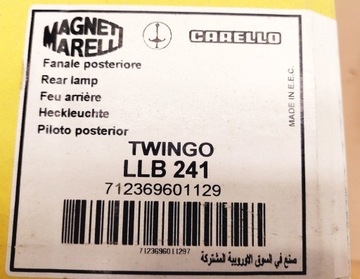 MAGNETI MARELLI
CARELLO
Fanale posteriore
Rear lamp
Feu arrière
Heckleuchte
Piloto posterior
MADE IN E.E.C.
TWINGO
LLB 241
712369601129
7123696011297
صنع في السوق الأوروبية المشتركة